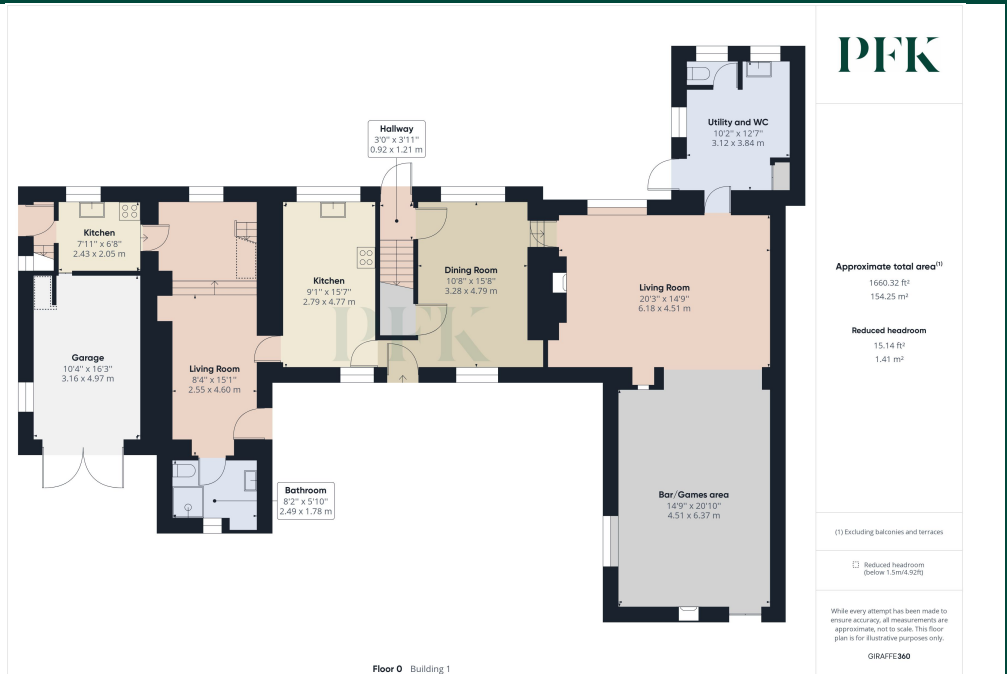 PFK
Utility and WC
10'2" x 12'7"
3.12 x 3.84 m
Hallway
3'0" x 3'11"
0.92 x 1.21 m
Kitchen
7'11" x 6'8"
2.43 x 2.05 m
Kitchen
9'1" x 15'7"
2.79 x 4.77 m
Dining Room
10'8" x 15'8"
3.28 x 4.79 m
Living Room
20'3" x 14'9"
6.18 x 4.51 m
PFK
Garage
10'4" x 16'3"
3.16 x 4.97 m
Living Room
8'4" x 15'1"
2.55 x 4.60 m
Bathroom
8'2" x 5'10"
2.49 x 1.78 m
Bar/Games area
14'9" x 20'10"
4.51 x 6.37 m
Floor 0 Building 1
Approximate total area(1)
1660.32 ft²
154.25 m²
Reduced headroom
15.14 ft²
1.41 m²
(1) Excluding balconies and terraces
Reduced headroom
(below 1.5m/4.92ft)
While every attempt has been made to
ensure accuracy, all measurements are
approximate, not to scale. This floor
plan is for illustrative purposes only.
GIRAFFE360